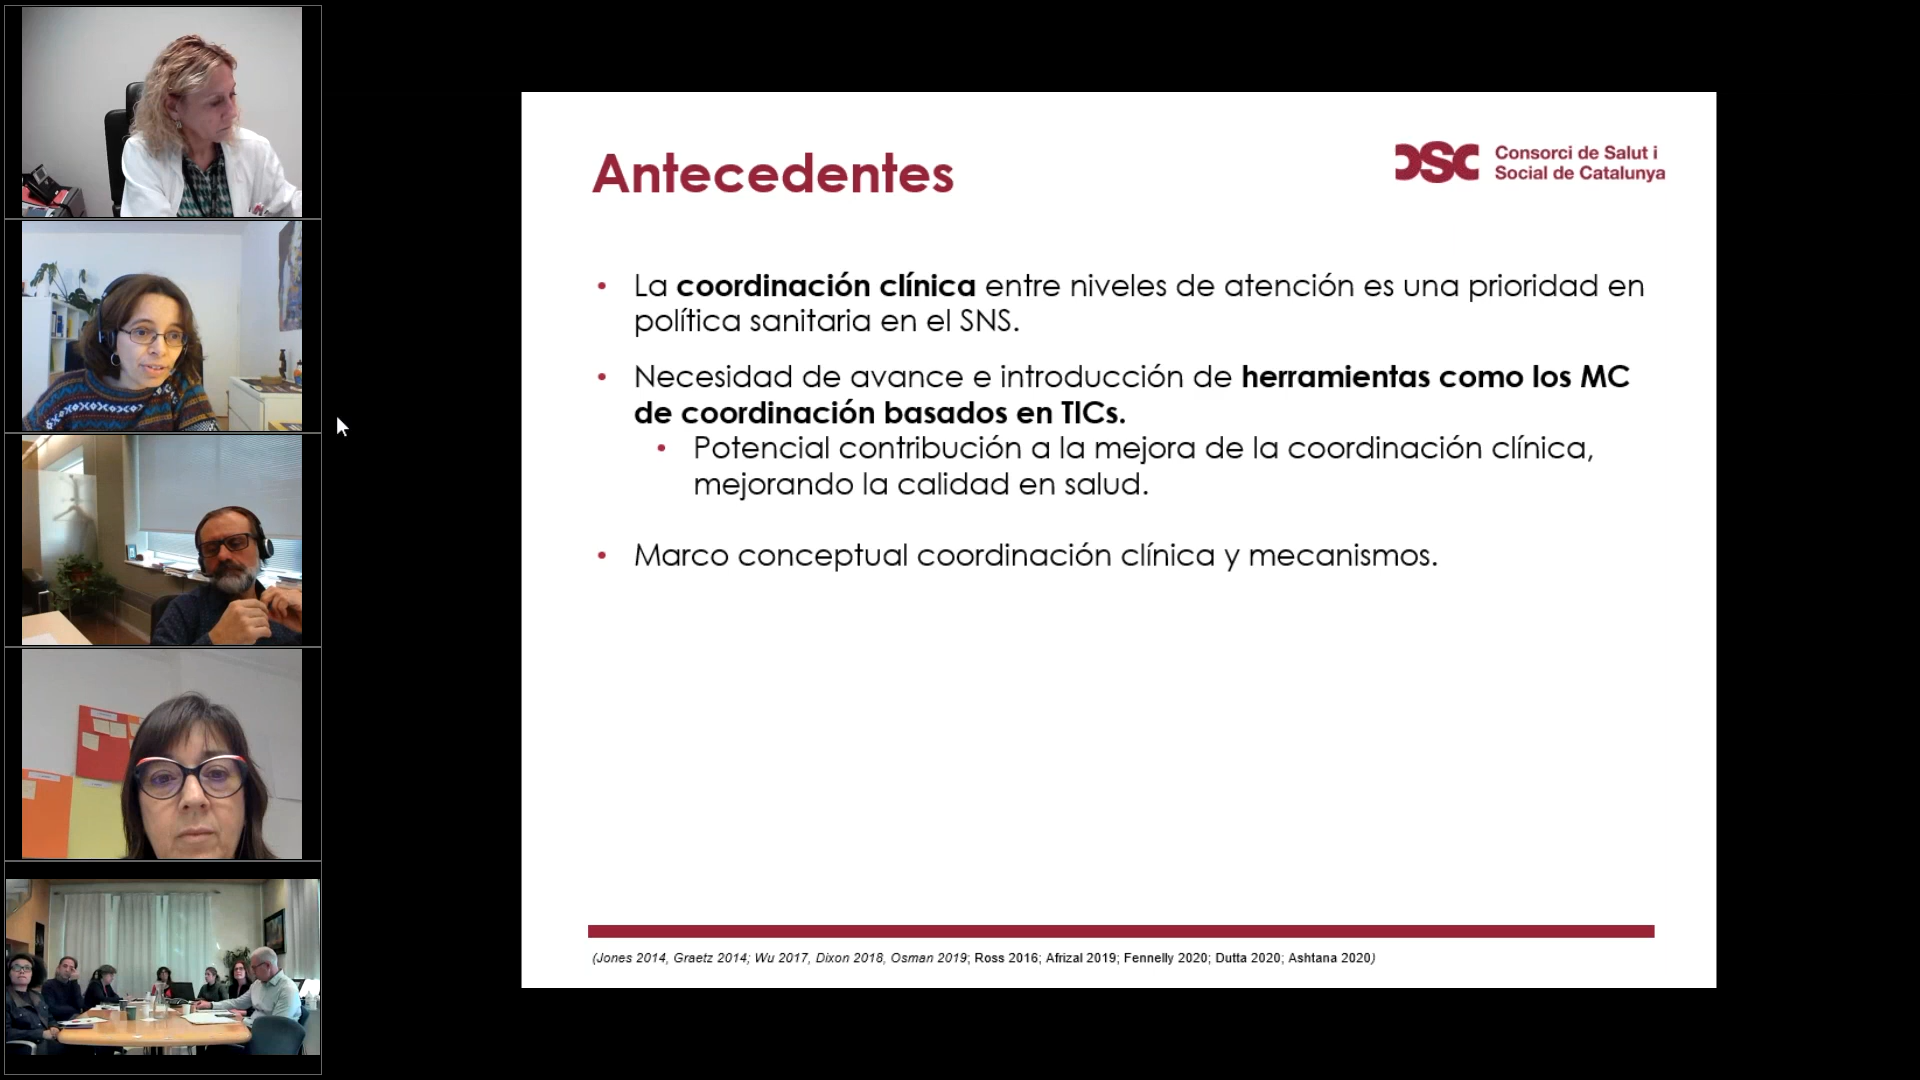 Antecedentes
CSC Consorci de Salut i
Social de Catalunya
• La coordinación clínica entre niveles de atención es una prioridad en
política sanitaria en el SNS.
• Necesidad de avance e introducción de herramientas como los MC
de coordinación basados en TICs.
• Potencial contribución a la mejora de la coordinación clínica,
mejorando la calidad en salud.
• Marco conceptual coordinación clínica y mecanismos.
(Jones 2014, Graetz 2014; Wu 2017, Dixon 2018, Osman 2019; Ross 2016; Afrizal 2019; Fennelly 2020; Dutta 2020; Ashtana 2020)